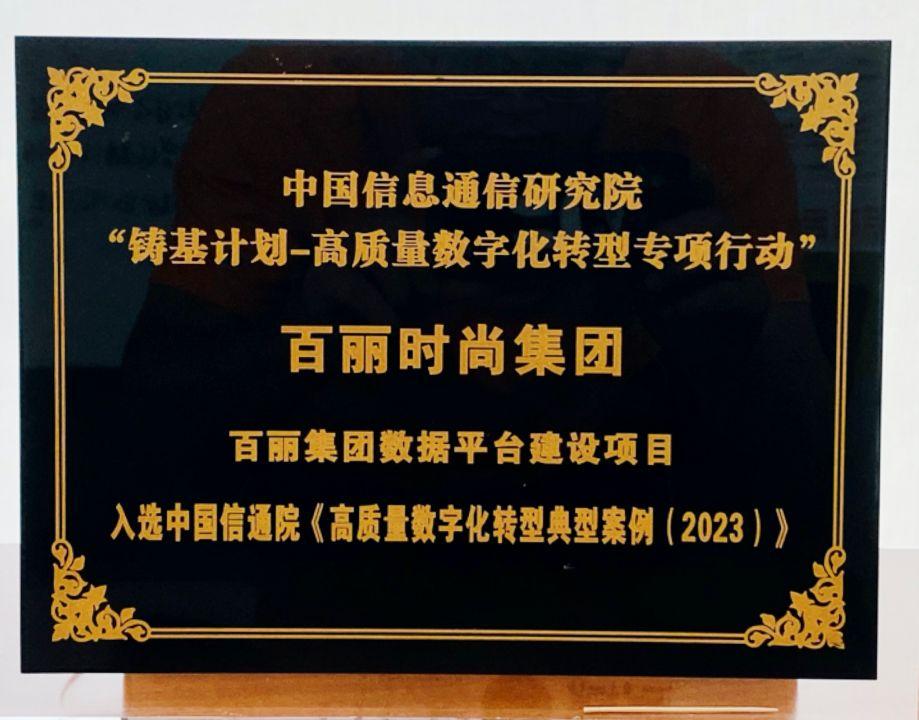 中国信息通信研究院
“铸基计划-高质量数字化转型专项行动”
百丽时尚集团
百丽集团数据平台建设项目
入选中国信通院《高质量数字化转型典型案例（2023）》